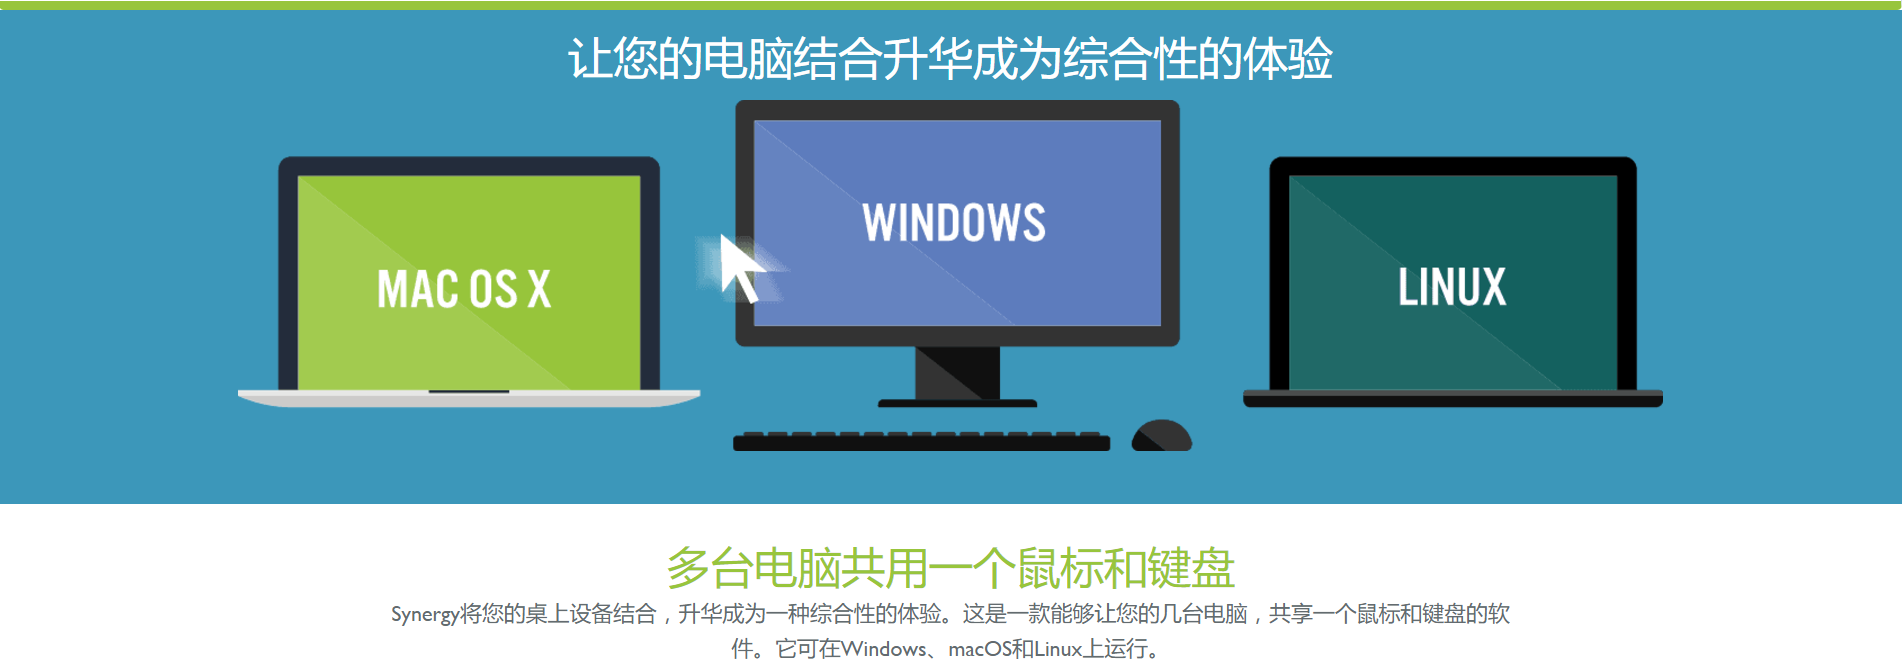 让您的电脑结合升华成为综合性的体验
WINDOWS
MAC OS X
LINUX
多台电脑共用一个鼠标和键盘
Synergy将您的桌上设备结合，升华成为一种综合性的体验。这是一款能够让您的几台电脑，共享一个鼠标和键盘的软
件。它可在Windows、macOS和Linux上运行。